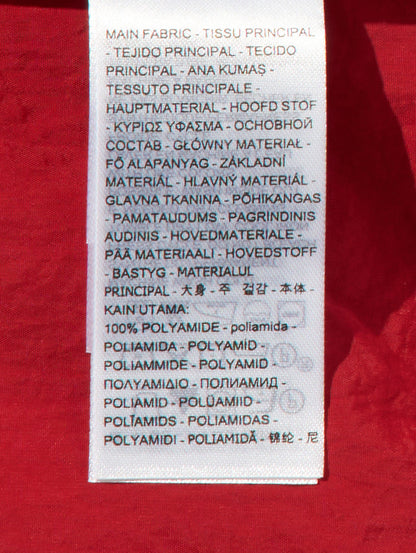 MAIN FABRIC - TISSU PRINCIPAL
- TEJIDO PRINCIPAL - TECIDO
PRINCIPAL - ANA KUMAŞ -
TESSUTO PRINCIPALE -
HAUPTMATERIAL - HOOFD STOF
- ΚΥΡΙΩΣ ΥΦΑΣΜΑ - ОСНОВНОЙ
СОСТАВ - GŁÓWNY MATERIAŁ -
FŐ ALAPANYAG - ZÁKLADNÍ
MATERIÁL - HLAVNÝ MATERIÁL -
GLAVNA TKANINA - PÕHIKANGAS
- PAMATAUDUMS - PAGRINDINIS
AUDINIS - HOVEDMATERIALE -
PÄÄ MATERIAALI - HOVEDSTOFF
- BASTYG - MATERIALUL
PRINCIPAL - 大身 - 주 겉감 - 本体 -
KAIN UTAMA:
100% POLYAMIDE - poliamida -
POLIAMIDA - POLYAMİD -
POLIAMMIDE - POLYAMID -
ΠΟΛΥΑΜΙΔΙΟ - ПОЛИАМИД -
POLIAMID - POLÜAMIID -
POLĪAMĪDS - POLIAMIDAS -
POLYAMIDI - POLIAMIDĂ - 锦纶 - 尼